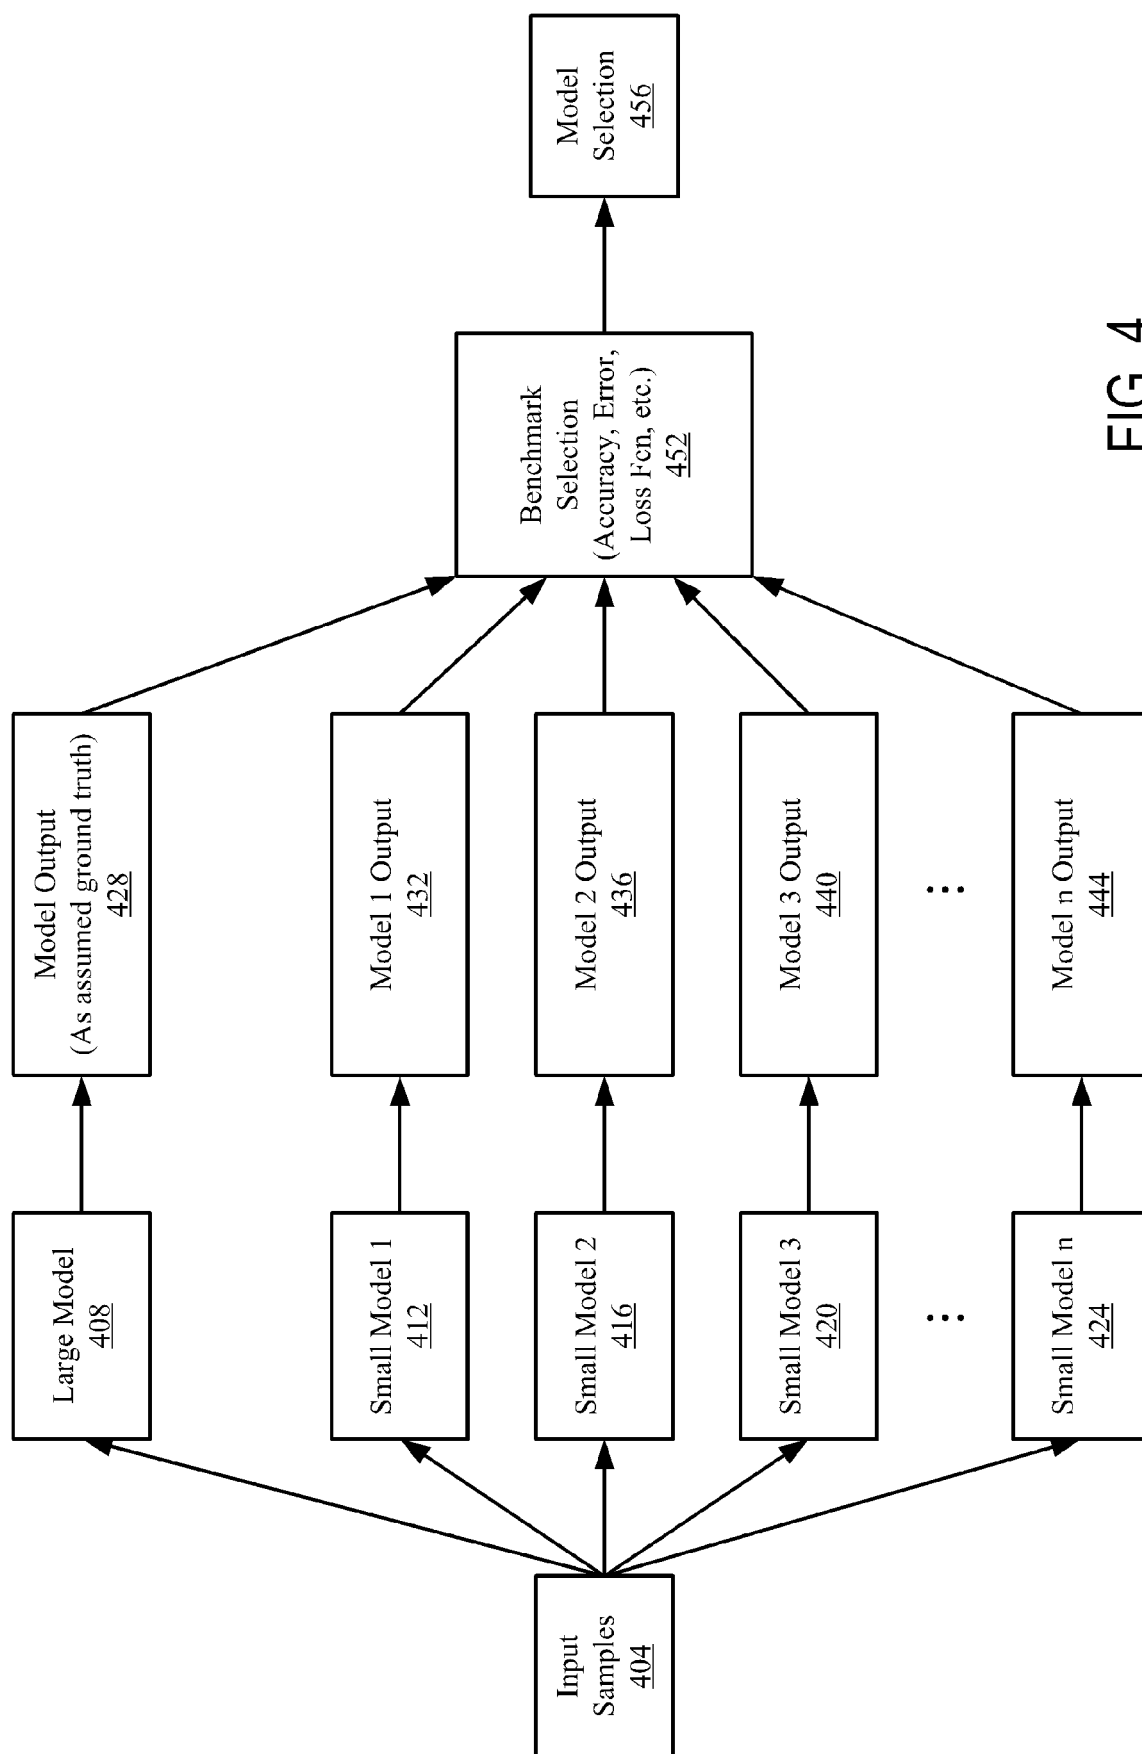 Input
Samples
404
Large Model
408
Small Model 1
412
Small Model 2
416
Small Model 3
420
...
Small Model n
424
Model Output
(As assumed ground truth)
428
Model 1 Output
432
Model 2 Output
436
Model 3 Output
440
...
Model n Output
444
Benchmark
Selection
(Accuracy, Error,
Loss Fcn, etc.)
452
Model
Selection
456
FIG. 4